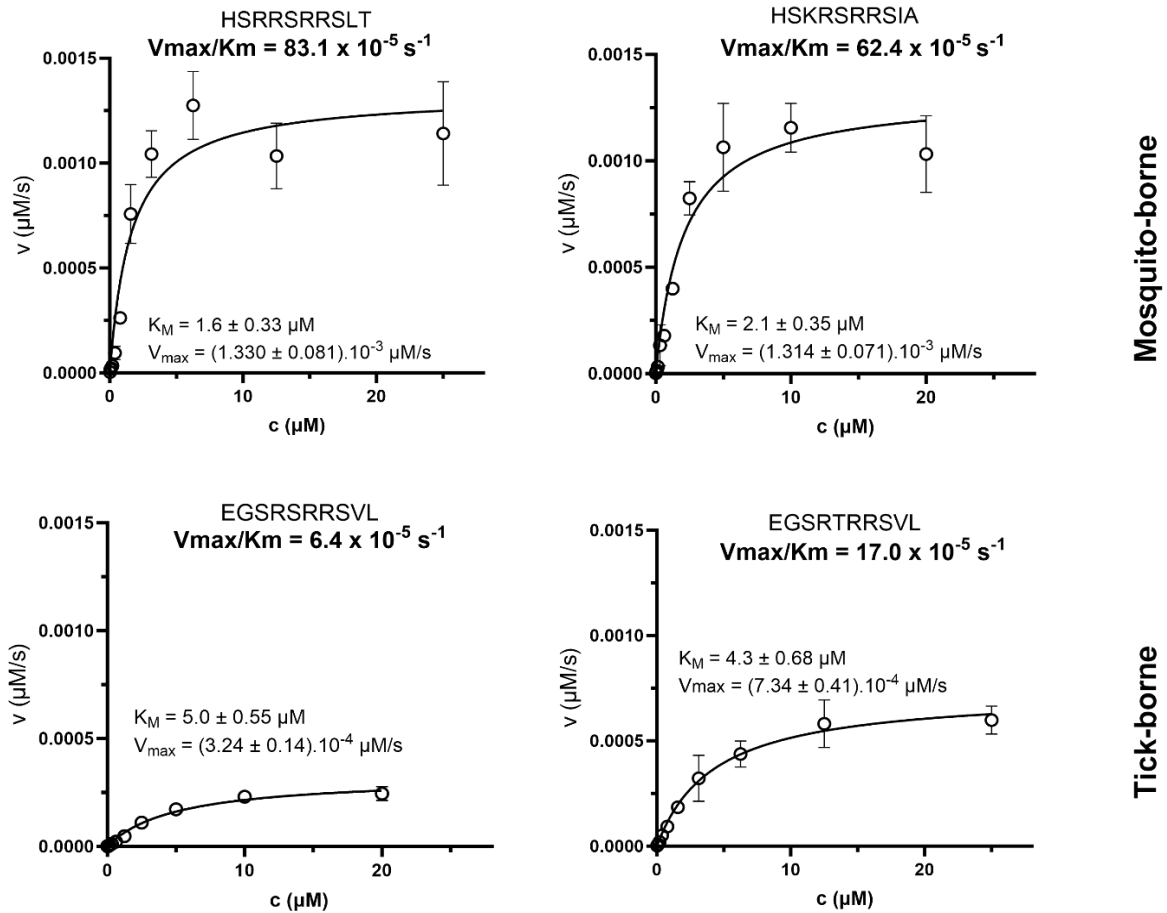 HSRRSRRSLT
Vmax/Km = 83.1 x 10⁻⁵ s⁻¹
v (µM/s)
0.0015
0.0010
0.0005
0.0000
K_M = 1.6 ± 0.33 µM
V_max = (1.330 ± 0.081).10⁻³ µM/s
0 10 20
c (µM)
HSKRSRRSIA
Vmax/Km = 62.4 x 10⁻⁵ s⁻¹
v (µM/s)
0.0015
0.0010
0.0005
0.0000
K_M = 2.1 ± 0.35 µM
V_max = (1.314 ± 0.071).10⁻³ µM/s
0 10 20
c (µM)
Mosquito-borne
EGSRSRRSVL
Vmax/Km = 6.4 x 10⁻⁵ s⁻¹
v (µM/s)
0.0015
0.0010
0.0005
0.0000
K_M = 5.0 ± 0.55 µM
V_max = (3.24 ± 0.14).10⁻⁴ µM/s
0 10 20
c (µM)
EGSRTRRSVL
Vmax/Km = 17.0 x 10⁻⁵ s⁻¹
v (µM/s)
0.0015
0.0010
0.0005
0.0000
K_M = 4.3 ± 0.68 µM
Vmax = (7.34 ± 0.41).10⁻⁴ µM/s
0 10 20
c (µM)
Tick-borne